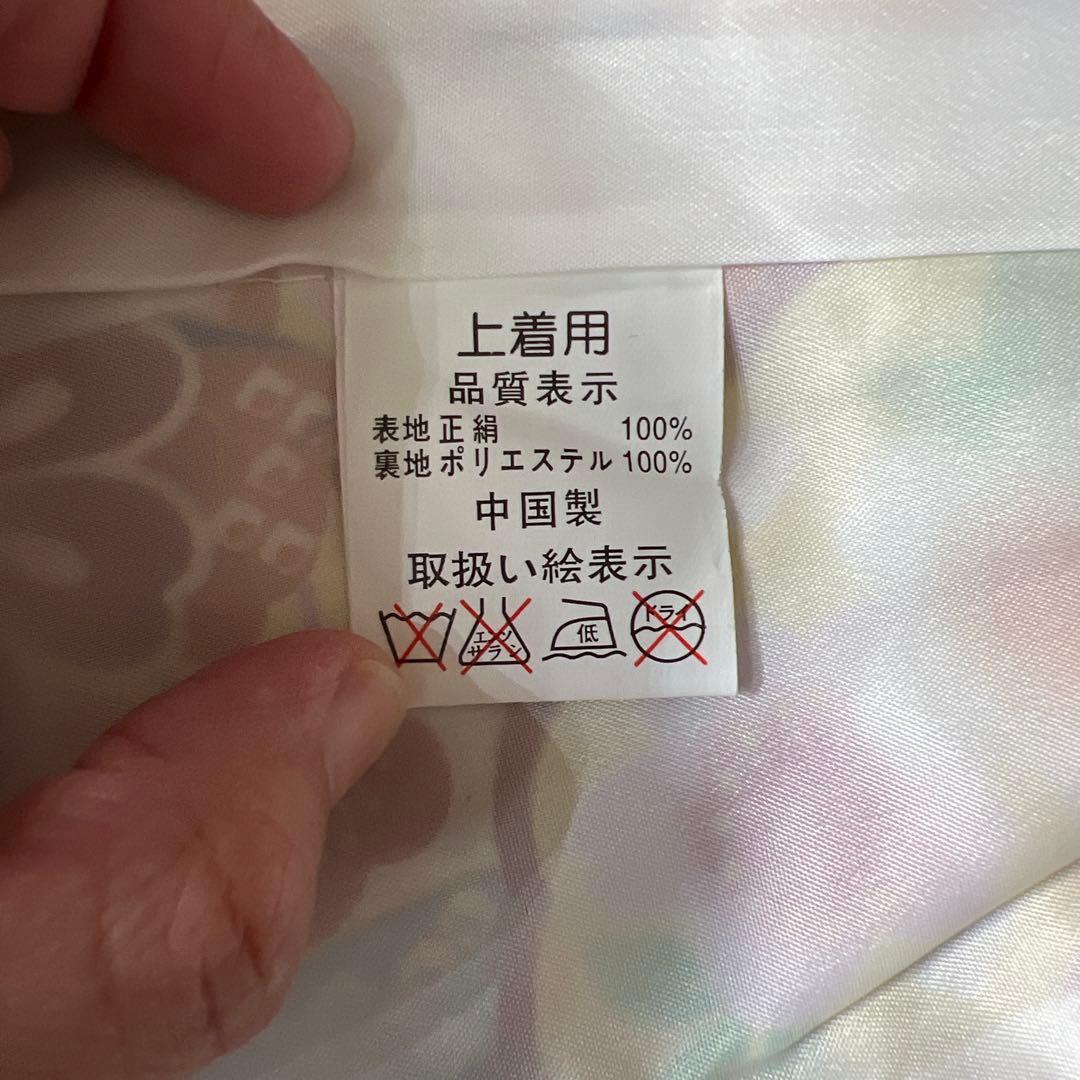 上着用
品質表示
表地 正絹 100%
裏地 ポリエステル 100%
中国製
取扱い絵表示
エンソ
サラシ
低
ドライ